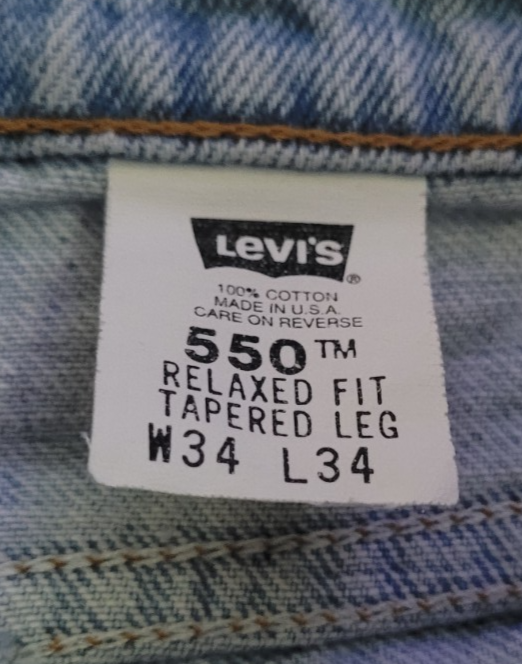 LEVI'S®
100% COTTON
MADE IN U.S.A.
CARE ON REVERSE
550™
RELAXED FIT
TAPERED LEG
W34 L34